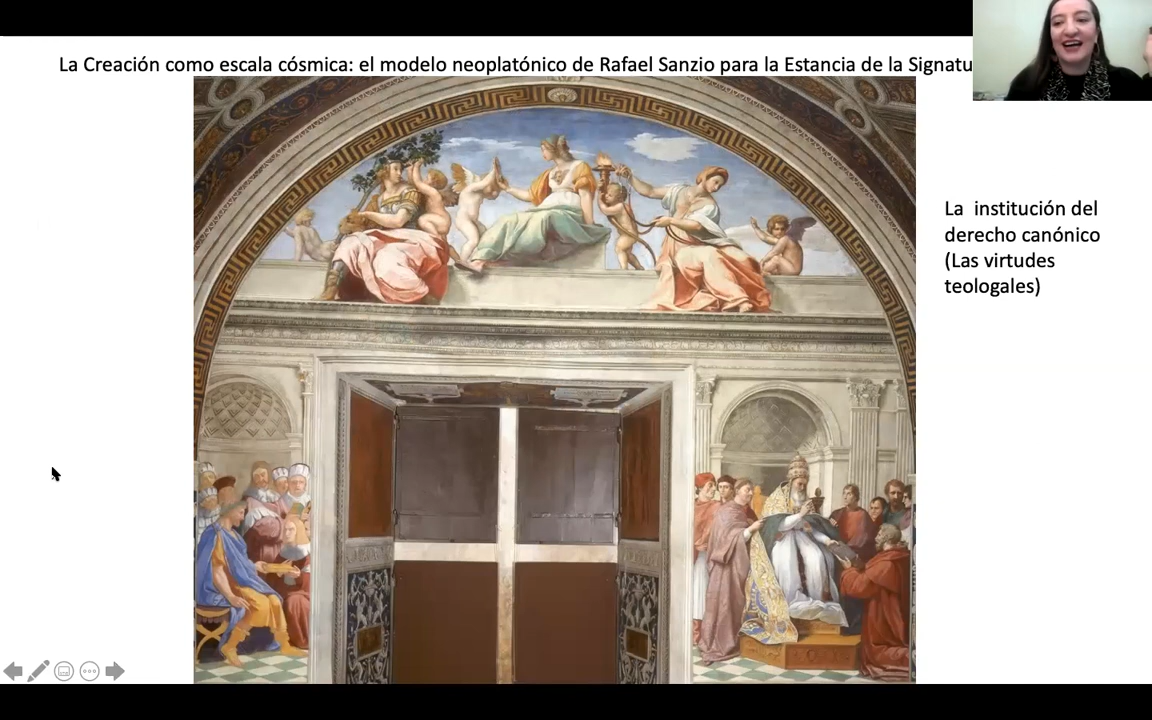 La Creación como escala cósmica: el modelo neoplatónico de Rafael Sanzio para la Estancia de la
La institución del
derecho canónico
(Las virtudes
teologales)